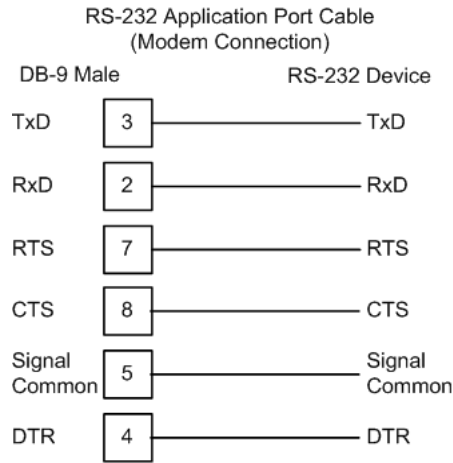 RS-232 Application Port Cable
(Modem Connection)
DB-9 Male RS-232 Device
TxD 3 TxD
RxD 2 RxD
RTS 7 RTS
CTS 8 CTS
Signal
Common 5 Signal
Common
DTR 4 DTR